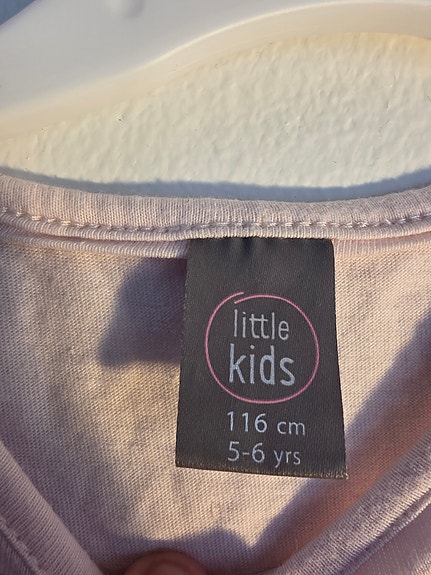 little
kids
116 cm
5-6 yrs